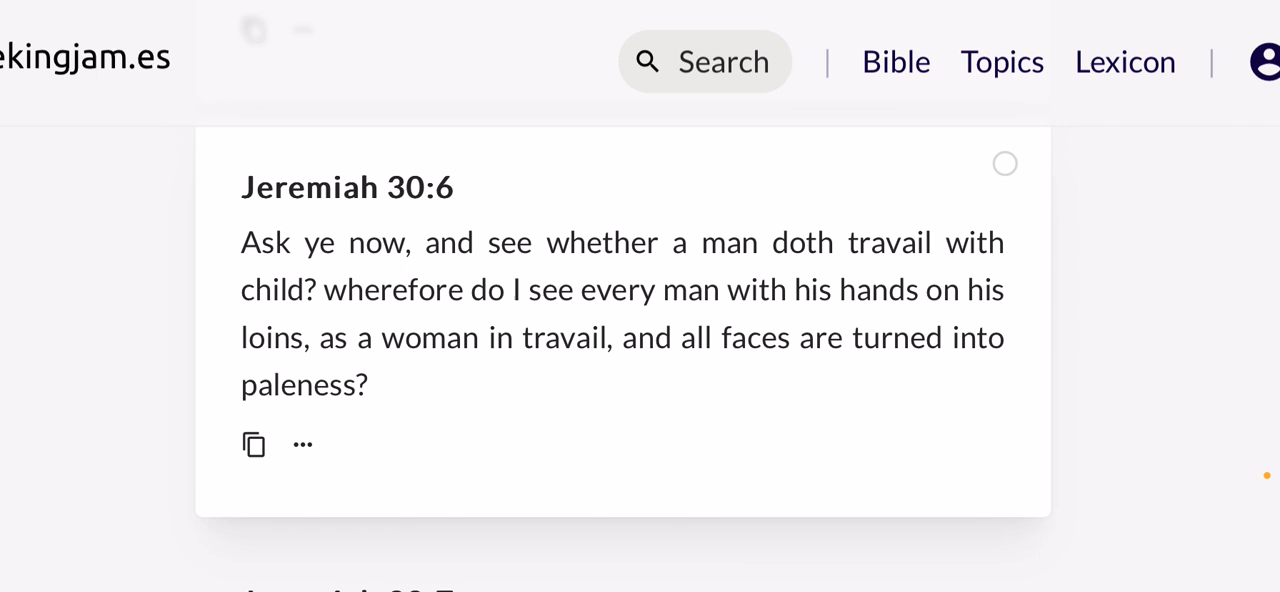 ekingjam.es
Search | Bible Topics Lexicon |
Jeremiah 30:6
Ask ye now, and see whether a man doth travail with
child? wherefore do I see every man with his hands on his
loins, as a woman in travail, and all faces are turned into
paleness?